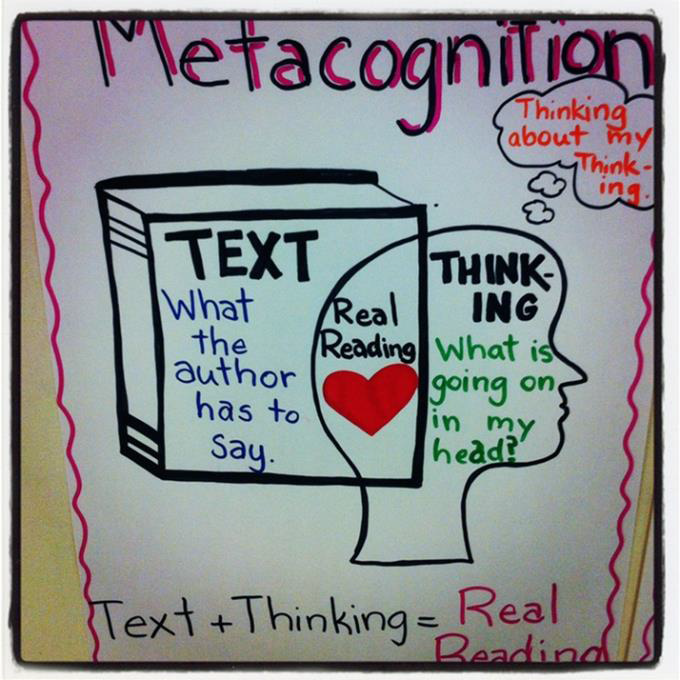 Metacognition
Thinking
about my
Think-
ing.
TEXT
What
the
author
has to
say.
Real
Reading
THINK-
ING
What is
going on
in my
head?
Text + Thinking = Real
Reading